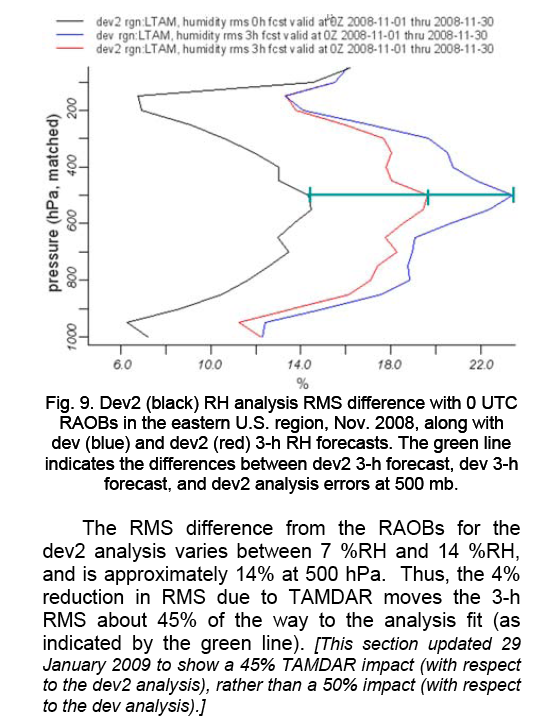 dev2 rgn:LTAM, humidity rms 0h fcst valid at 0Z 2008-11-01 thru 2008-11-30
dev rgn:LTAM, humidity rms 3h fcst valid at 0Z 2008-11-01 thru 2008-11-30
dev2 rgn:LTAM, humidity rms 3h fcst valid at 0Z 2008-11-01 thru 2008-11-30
pressure (hPa, matched)
200
400
600
800
1000
6.0 10.0 14.0 18.0 22.0
%
Fig. 9. Dev2 (black) RH analysis RMS difference with 0 UTC
RAOBs in the eastern U.S. region, Nov. 2008, along with
dev (blue) and dev2 (red) 3-h RH forecasts. The green line
indicates the differences between dev2 3-h forecast, dev 3-h
forecast, and dev2 analysis errors at 500 mb.
The RMS difference from the RAOBs for the
dev2 analysis varies between 7 %RH and 14 %RH,
and is approximately 14% at 500 hPa. Thus, the 4%
reduction in RMS due to TAMDAR moves the 3-h
RMS about 45% of the way to the analysis fit (as
indicated by the green line). [This section updated 29
January 2009 to show a 45% TAMDAR impact (with respect
to the dev2 analysis), rather than a 50% impact (with respect
to the dev analysis).]